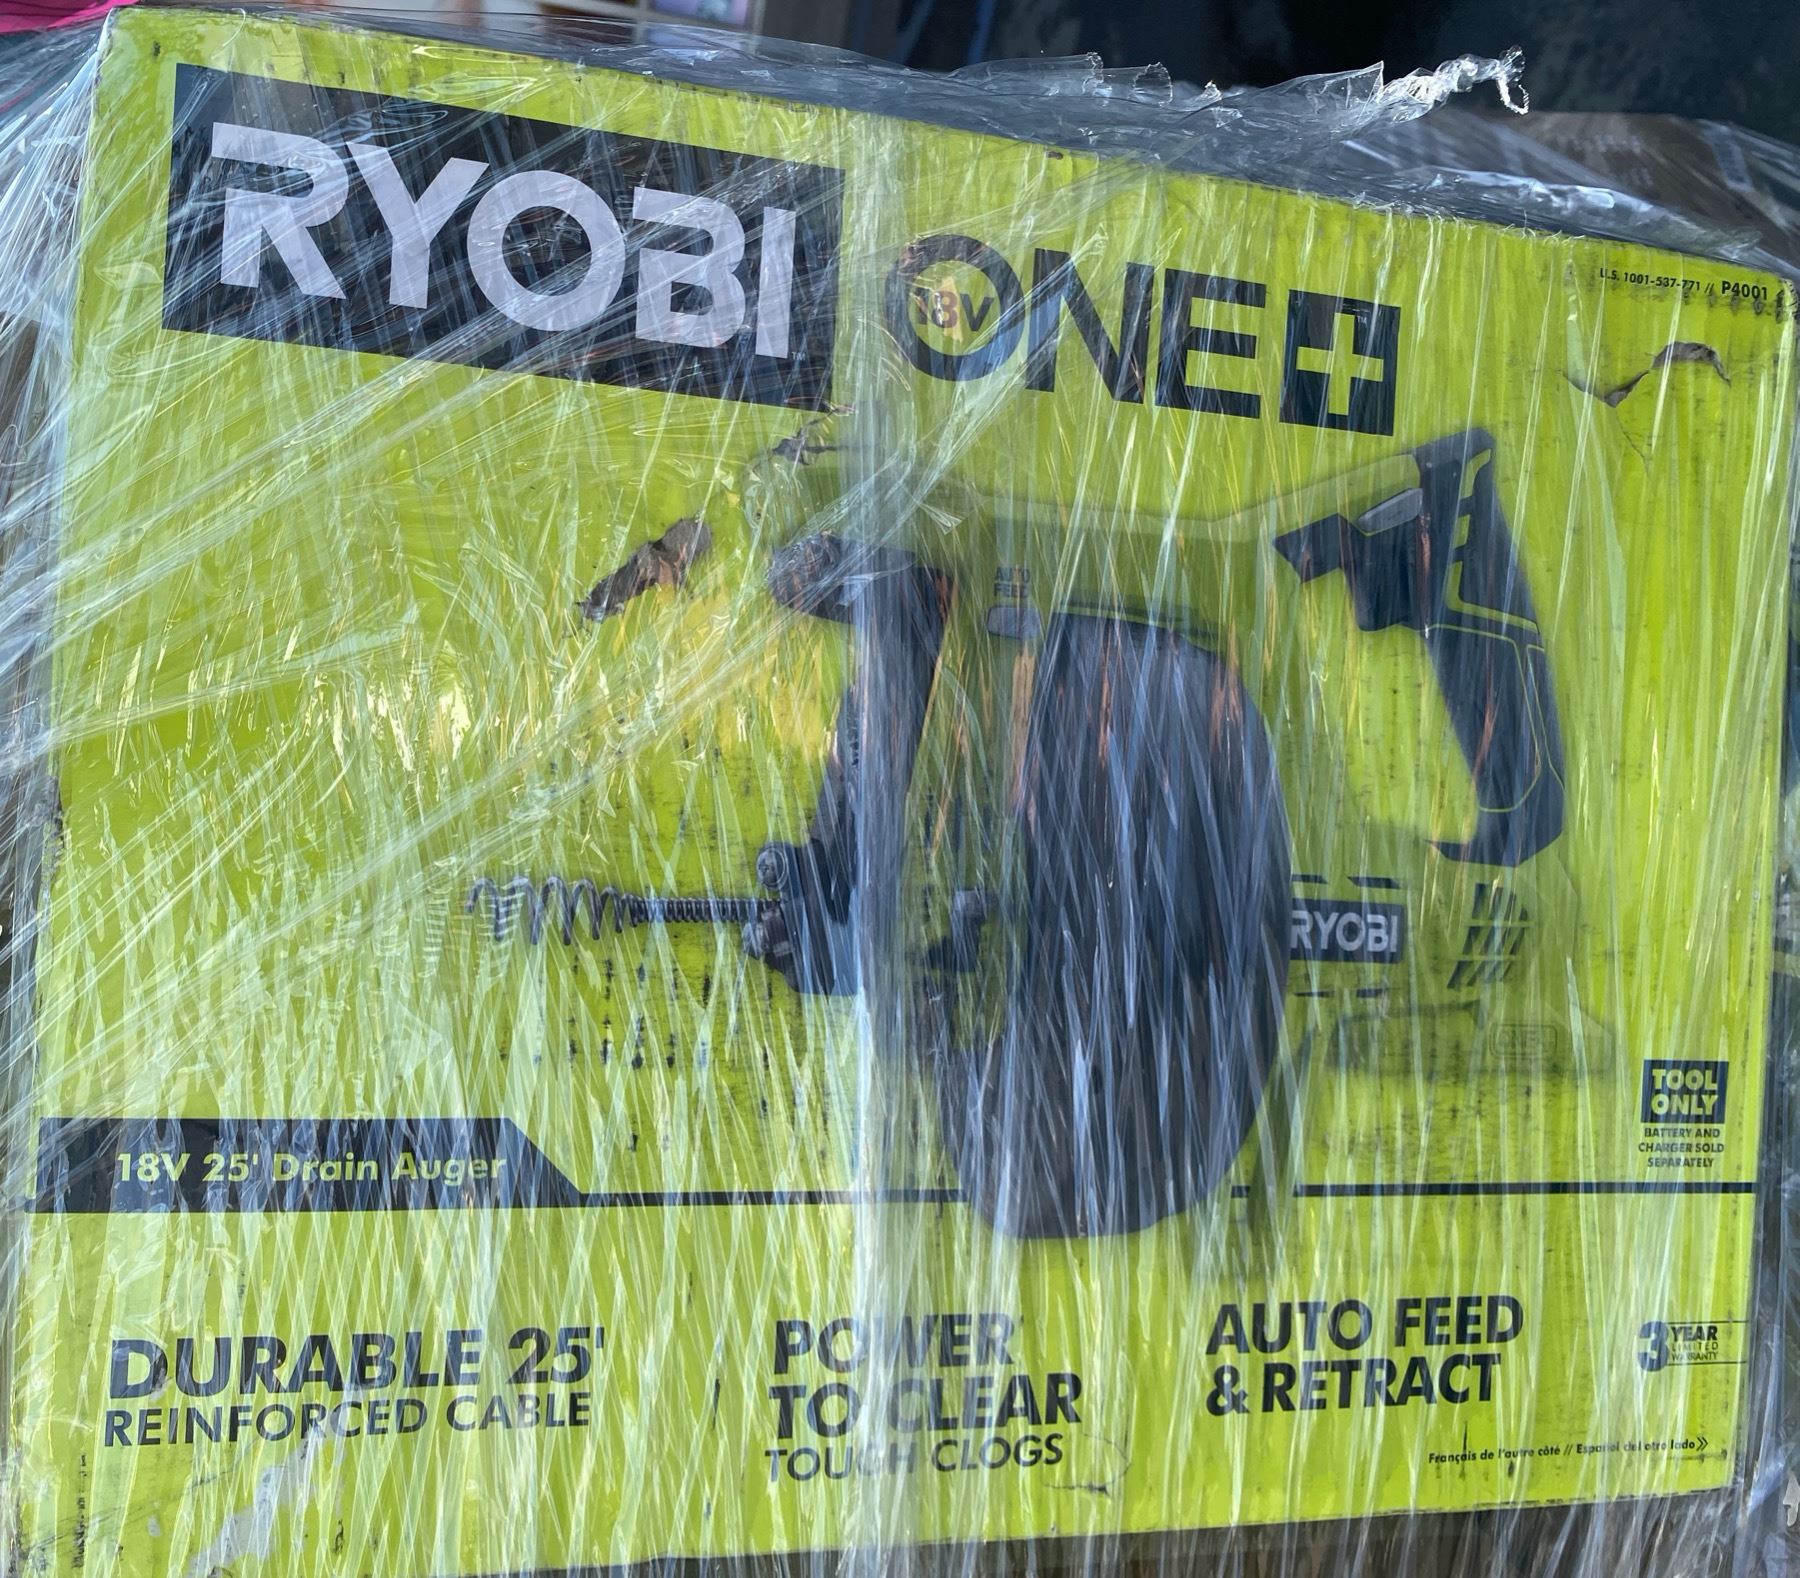 RYOBI™
18V ONE+™
U.S. 1001-537-771 // P4001
AUTO
FEED
RYOBI
TOOL
ONLY
BATTERY AND
CHARGER SOLD
SEPARATELY
18V 25' Drain Auger
DURABLE 25'
REINFORCED CABLE
POWER
TO CLEAR
TOUGH CLOGS
AUTO FEED
& RETRACT
3 YEAR
LIMITED
WARRANTY
Français de l'autre côté // Español del otro lado